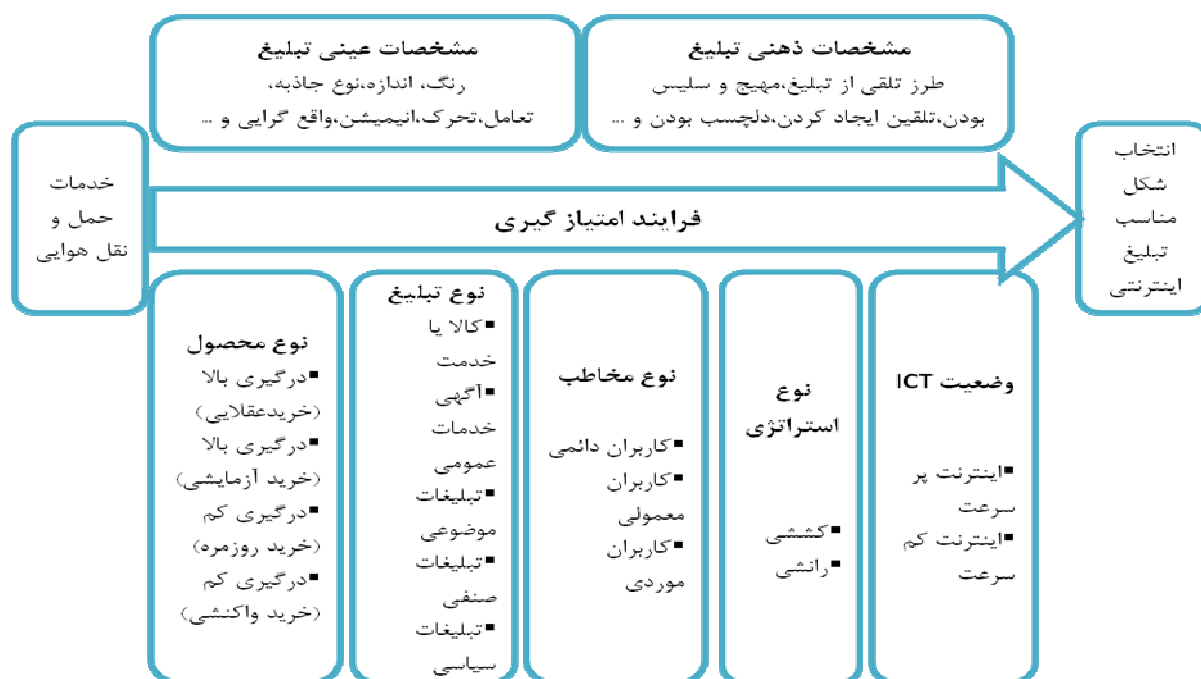 مشخصات عینی تبلیغ
رنگ، اندازه،نوع جاذبه،
تعامل،تحرک،انیمیشن،واقع گرایی و ...
مشخصات ذهنی تبلیغ
طرز تلقی از تبلیغ،مهیج و سلیس
بودن،تلقین ایجاد کردن،دلچسب بودن و ...
خدمات
حمل و
نقل هوایی
فرایند امتیاز گیری
انتخاب
شکل
مناسب
تبلیغ
اینترنتی
نوع محصول
▪درگیری بالا
(خریدعقلایی)
▪درگیری بالا
(خرید آزمایشی)
▪درگیری کم
(خرید روزمره)
▪درگیری کم
(خرید واکنشی)
نوع تبلیغ
▪کالا یا
خدمت
▪آگهی
خدمات
عمومی
▪تبلیغات
موضوعی
▪تبلیغات
صنفی
▪تبلیغات
سیاسی
نوع مخاطب
▪کاربران دائمی
▪کاربران
معمولی
▪کاربران
موردی
نوع
استراتژی
▪کششی
▪رانشی
وضعیت ICT
▪اینترنت پر
سرعت
▪اینترنت کم
سرعت